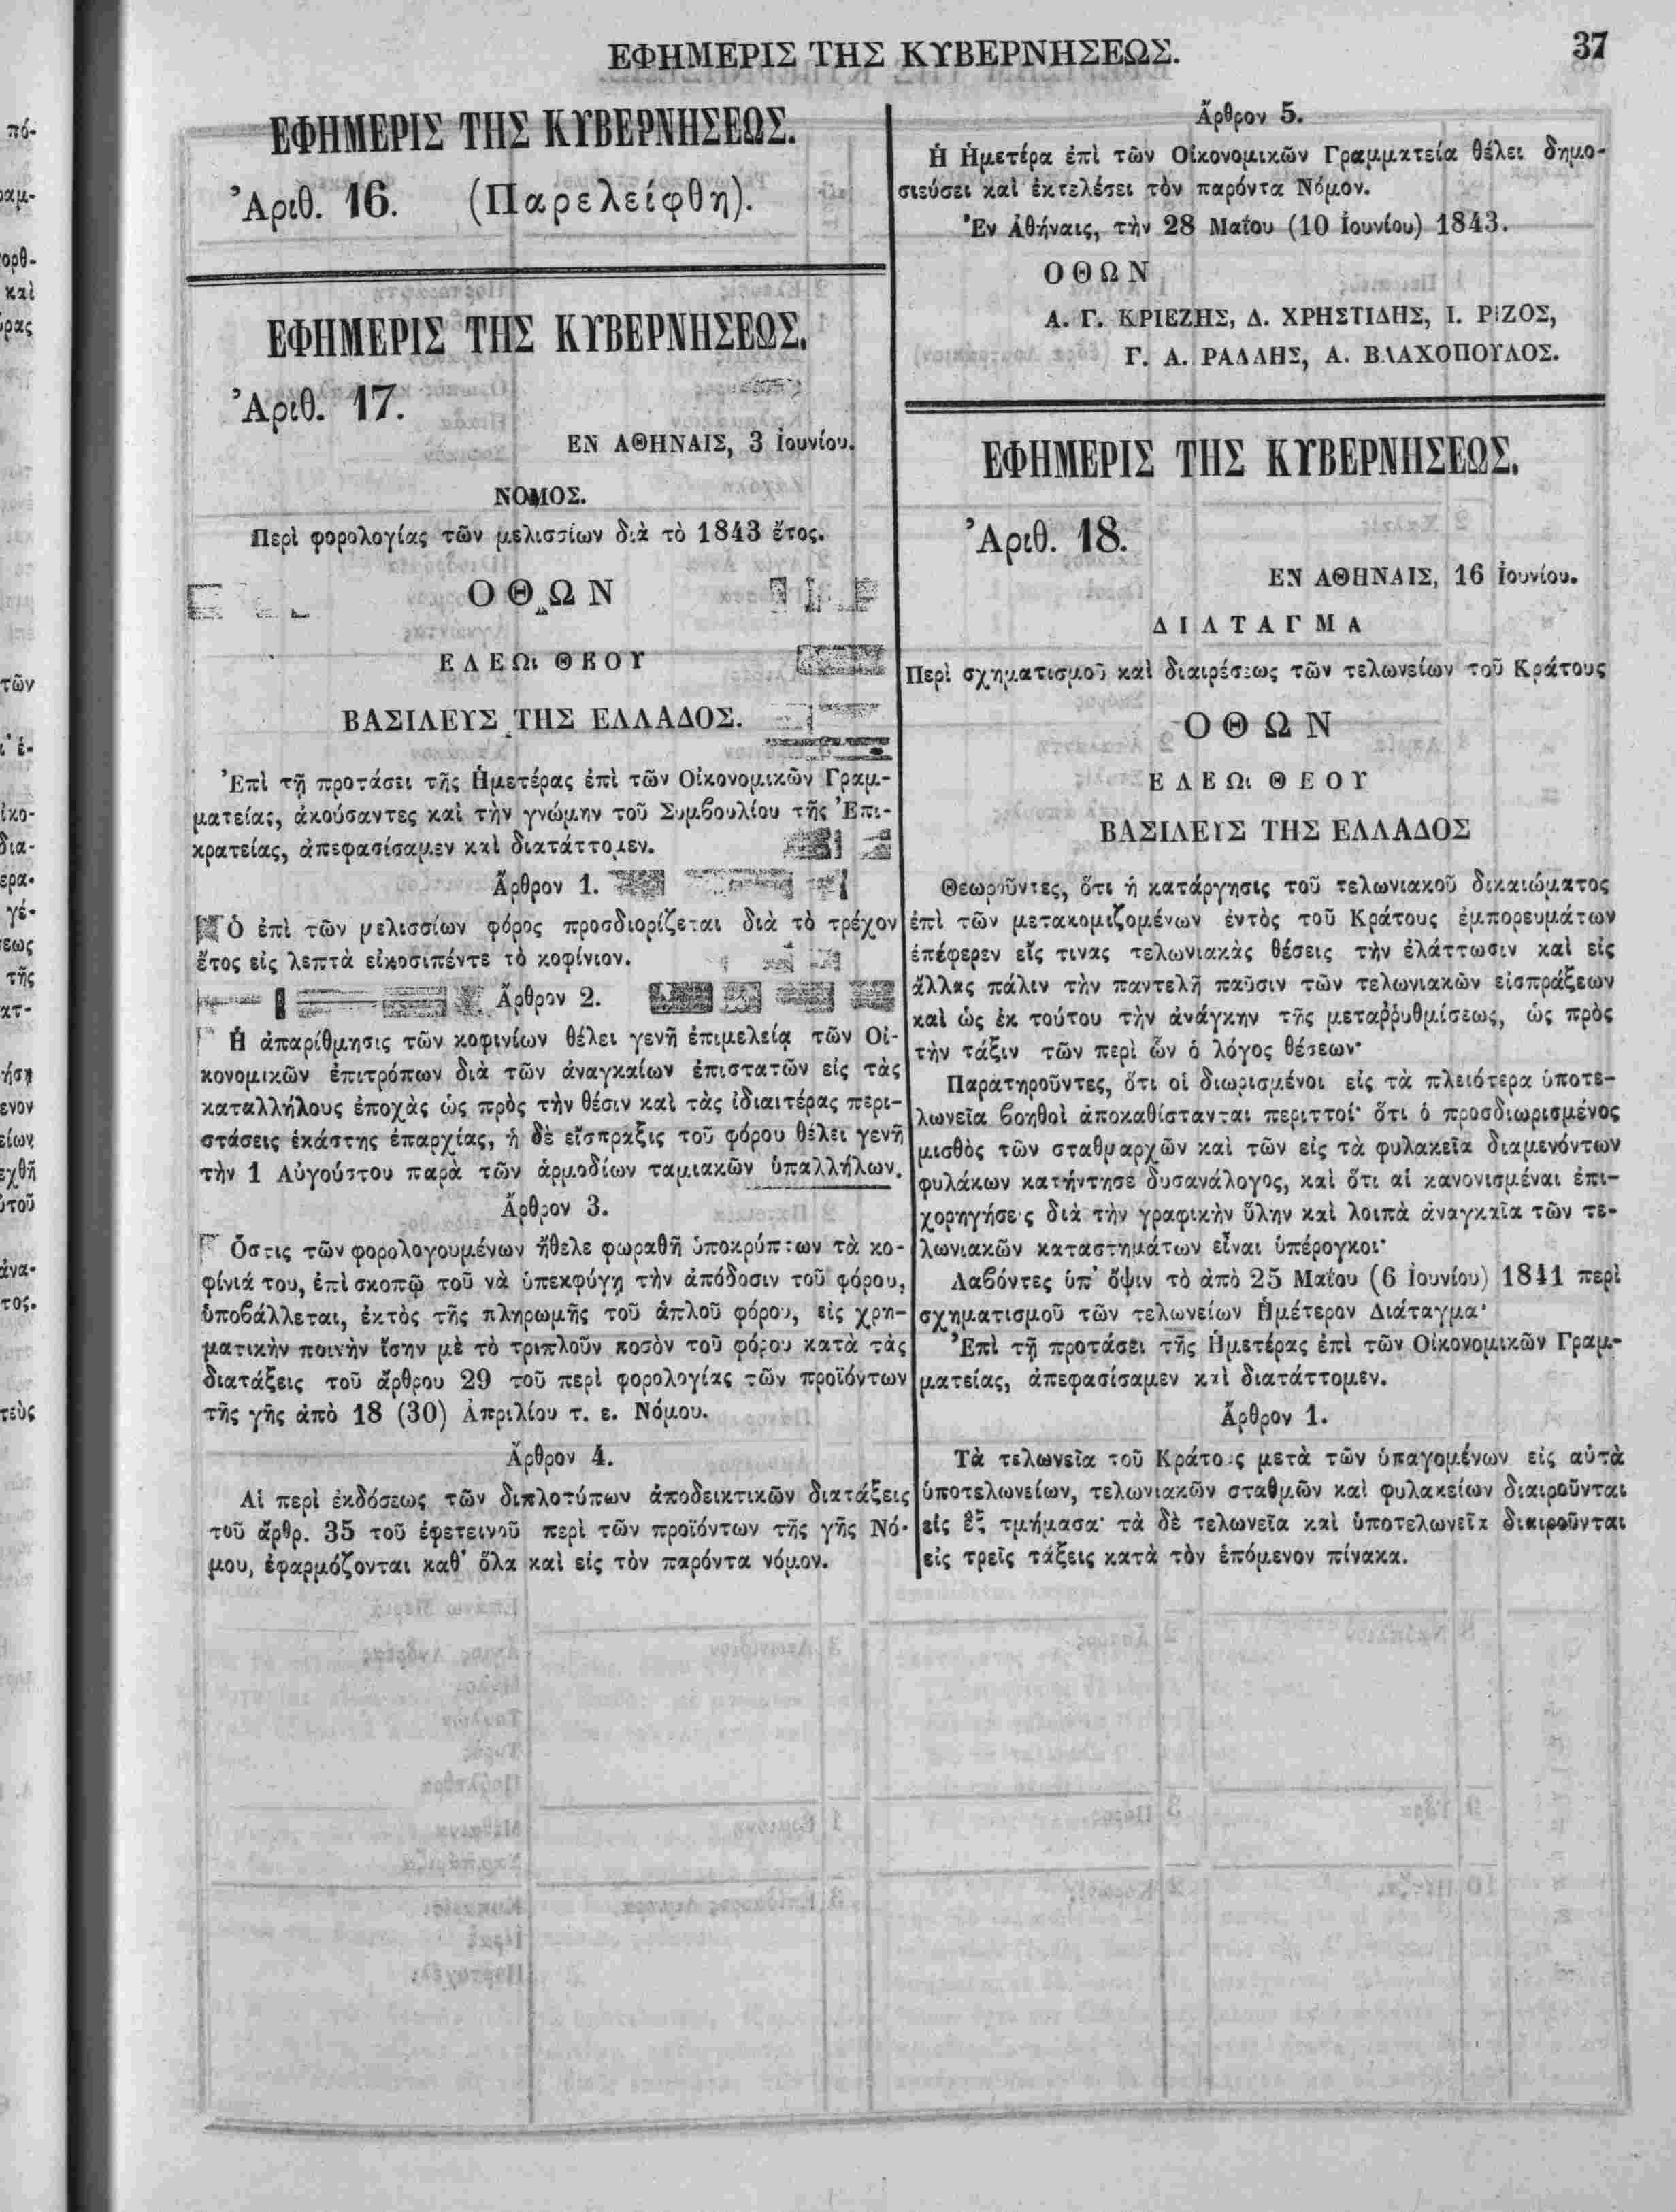 ΕΦΗΜΕΡΙΣ ΤΗΣ ΚΥΒΕΡΝΗΣΕΩΣ.
37
ΕΦΗΜΕΡΙΣ ΤΗΣ ΚΥΒΕΡΝΗΣΕΩΣ.
Ἀριθ. 16. (Παρελείφθη).
ΕΦΗΜΕΡΙΣ ΤΗΣ ΚΥΒΕΡΝΗΣΕΩΣ.
Ἀριθ. 17.
ΕΝ ΑΘΗΝΑΙΣ, 3 Ἰουνίου.
ΝΟΜΟΣ.
Περὶ φορολογίας τῶν μελισσίων διὰ τὸ 1843 ἔτος.
ΟΘΩΝ
ΕΛΕΩι ΘΕΟΥ
ΒΑΣΙΛΕΥΣ ΤΗΣ ΕΛΛΑΔΟΣ.
Ἐπὶ τῇ προτάσει τῆς Ἡμετέρας ἐπὶ τῶν Οἰκονομικῶν Γραμ-
ματείας, ἀκούσαντες καὶ τὴν γνώμην τοῦ Συμβουλίου τῆς Ἐπι-
κρατείας, ἀπεφασίσαμεν καὶ διατάττομεν.
Ἄρθρον 1.
Ὁ ἐπὶ τῶν μελισσίων φόρος προσδιορίζεται διὰ τὸ τρέχον
ἔτος εἰς λεπτὰ εἰκοσιπέντε τὸ κοφίνιον.
Ἄρθρον 2.
Ἡ ἀπαρίθμησις τῶν κοφινίων θέλει γενῆ ἐπιμελείᾳ τῶν Οἰ-
κονομικῶν ἐπιτρόπων διὰ τῶν ἀναγκαίων ἐπιστατῶν εἰς τὰς
καταλλήλους ἐποχὰς ὡς πρὸς τὴν θέσιν καὶ τὰς ἰδιαιτέρας περι-
στάσεις ἑκάστης ἐπαρχίας, ἡ δὲ εἴσπραξις τοῦ φόρου θέλει γενῆ
τὴν 1 Αὐγούστου παρὰ τῶν ἁρμοδίων ταμιακῶν ὑπαλλήλων.
Ἄρθρον 3.
Ὅστις τῶν φορολογουμένων ἤθελε φωραθῆ ὑποκρύπτων τὰ κο-
φίνιά του, ἐπὶ σκοπῷ τοῦ νὰ ὑπεκφύγῃ τὴν ἀπόδοσιν τοῦ φόρου,
ὑποβάλλεται, ἐκτὸς τῆς πληρωμῆς τοῦ ἁπλοῦ φόρου, εἰς χρη-
ματικὴν ποινὴν ἴσην μὲ τὸ τριπλοῦν ποσὸν τοῦ φόρου κατὰ τὰς
διατάξεις τοῦ ἄρθρου 29 τοῦ περὶ φορολογίας τῶν προϊόντων
τῆς γῆς ἀπὸ 18 (30) Ἀπριλίου τ. ε. Νόμου.
Ἄρθρον 4.
Αἱ περὶ ἐκδόσεως τῶν διπλοτύπων ἀποδεικτικῶν διατάξεις
τοῦ ἄρθρ. 35 τοῦ ἐφετεινοῦ περὶ τῶν προϊόντων τῆς γῆς Νό-
μου, ἐφαρμόζονται καθ' ὅλα καὶ εἰς τὸν παρόντα νόμον.
Ἄρθρον 5.
Ἡ Ἡμετέρα ἐπὶ τῶν Οἰκονομικῶν Γραμματεία θέλει δημο-
σιεύσει καὶ ἐκτελέσει τὸν παρόντα Νόμον.
Ἐν Ἀθήναις, τὴν 28 Μαΐου (10 Ἰουνίου) 1843.
ΟΘΩΝ
Α. Γ. ΚΡΙΕΖΗΣ, Δ. ΧΡΗΣΤΙΔΗΣ, Ι. ΡΙΖΟΣ,
Γ. Α. ΡΑΛΛΗΣ, Α. ΒΛΑΧΟΠΟΥΛΟΣ.
ΕΦΗΜΕΡΙΣ ΤΗΣ ΚΥΒΕΡΝΗΣΕΩΣ.
Ἀριθ. 18.
ΕΝ ΑΘΗΝΑΙΣ, 16 Ἰουνίου.
ΔΙΑΤΑΓΜΑ
Περὶ σχηματισμοῦ καὶ διαιρέσεως τῶν τελωνείων τοῦ Κράτους
ΟΘΩΝ
ΕΛΕΩι ΘΕΟΥ
ΒΑΣΙΛΕΥΣ ΤΗΣ ΕΛΛΑΔΟΣ
Θεωροῦντες, ὅτι ἡ κατάργησις τοῦ τελωνιακοῦ δικαιώματος
ἐπὶ τῶν μετακομιζομένων ἐντὸς τοῦ Κράτους ἐμπορευμάτων
ἐπέφερεν εἴς τινας τελωνιακὰς θέσεις τὴν ἐλάττωσιν καὶ εἰς
ἄλλας πάλιν τὴν παντελῆ παῦσιν τῶν τελωνιακῶν εἰσπράξεων
καὶ ὡς ἐκ τούτου τὴν ἀνάγκην τῆς μεταῤῥυθμίσεως, ὡς πρὸς
τὴν τάξιν τῶν περὶ ὧν ὁ λόγος θέσεων·
Παρατηροῦντες, ὅτι οἱ διωρισμένοι εἰς τὰ πλειότερα ὑποτε-
λωνεῖα βοηθοὶ ἀποκαθίστανται περιττοί· ὅτι ὁ προσδιωρισμένος
μισθὸς τῶν σταθμαρχῶν καὶ τῶν εἰς τὰ φυλακεῖα διαμενόντων
φυλάκων κατήντησε δυσανάλογος, καὶ ὅτι αἱ κανονισμέναι ἐπι-
χορηγήσεις διὰ τὴν γραφικὴν ὕλην καὶ λοιπὰ ἀναγκαῖα τῶν τε-
λωνιακῶν καταστημάτων εἶναι ὑπέρογκοι·
Λαβόντες ὑπ' ὄψιν τὸ ἀπὸ 25 Μαΐου (6 Ἰουνίου) 1841 περὶ
σχηματισμοῦ τῶν τελωνείων Ἡμέτερον Διάταγμα·
Ἐπὶ τῇ προτάσει τῆς Ἡμετέρας ἐπὶ τῶν Οἰκονομικῶν Γραμ-
ματείας, ἀπεφασίσαμεν καὶ διατάττομεν.
Ἄρθρον 1.
Τὰ τελωνεῖα τοῦ Κράτους μετὰ τῶν ὑπαγομένων εἰς αὐτὰ
ὑποτελωνείων, τελωνιακῶν σταθμῶν καὶ φυλακείων διαιροῦνται
εἰς ἓξ τμήμασα· τὰ δὲ τελωνεῖα καὶ ὑποτελωνεῖα διαιροῦνται
εἰς τρεῖς τάξεις κατὰ τὸν ἑπόμενον πίνακα.